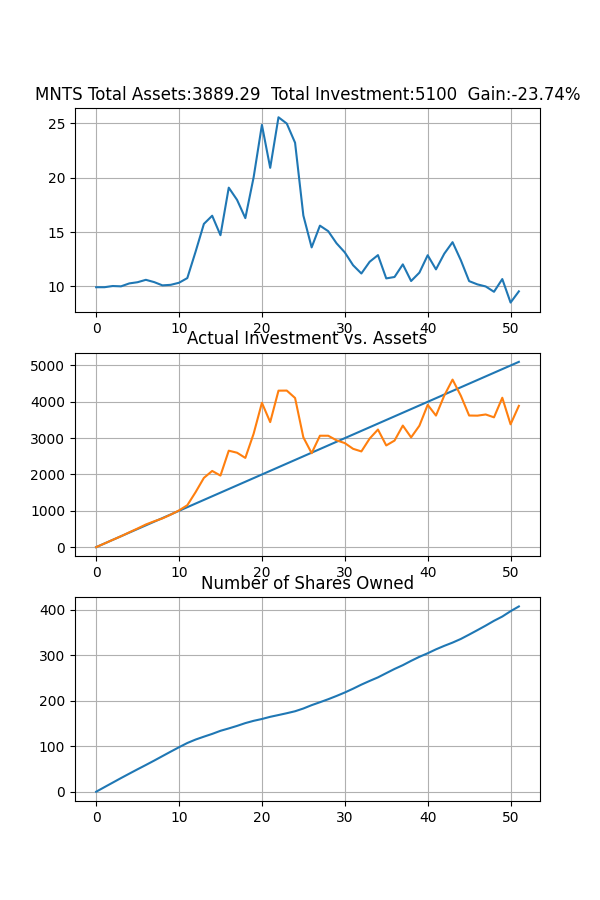 MNTS Total Assets:3889.29  Total Investment:5100  Gain:-23.74%
25
20
15
10
0 10 20 30 40 50
Actual Investment vs. Assets
5000
4000
3000
2000
1000
0
0 10 20 30 40 50
Number of Shares Owned
400
300
200
100
0
0 10 20 30 40 50